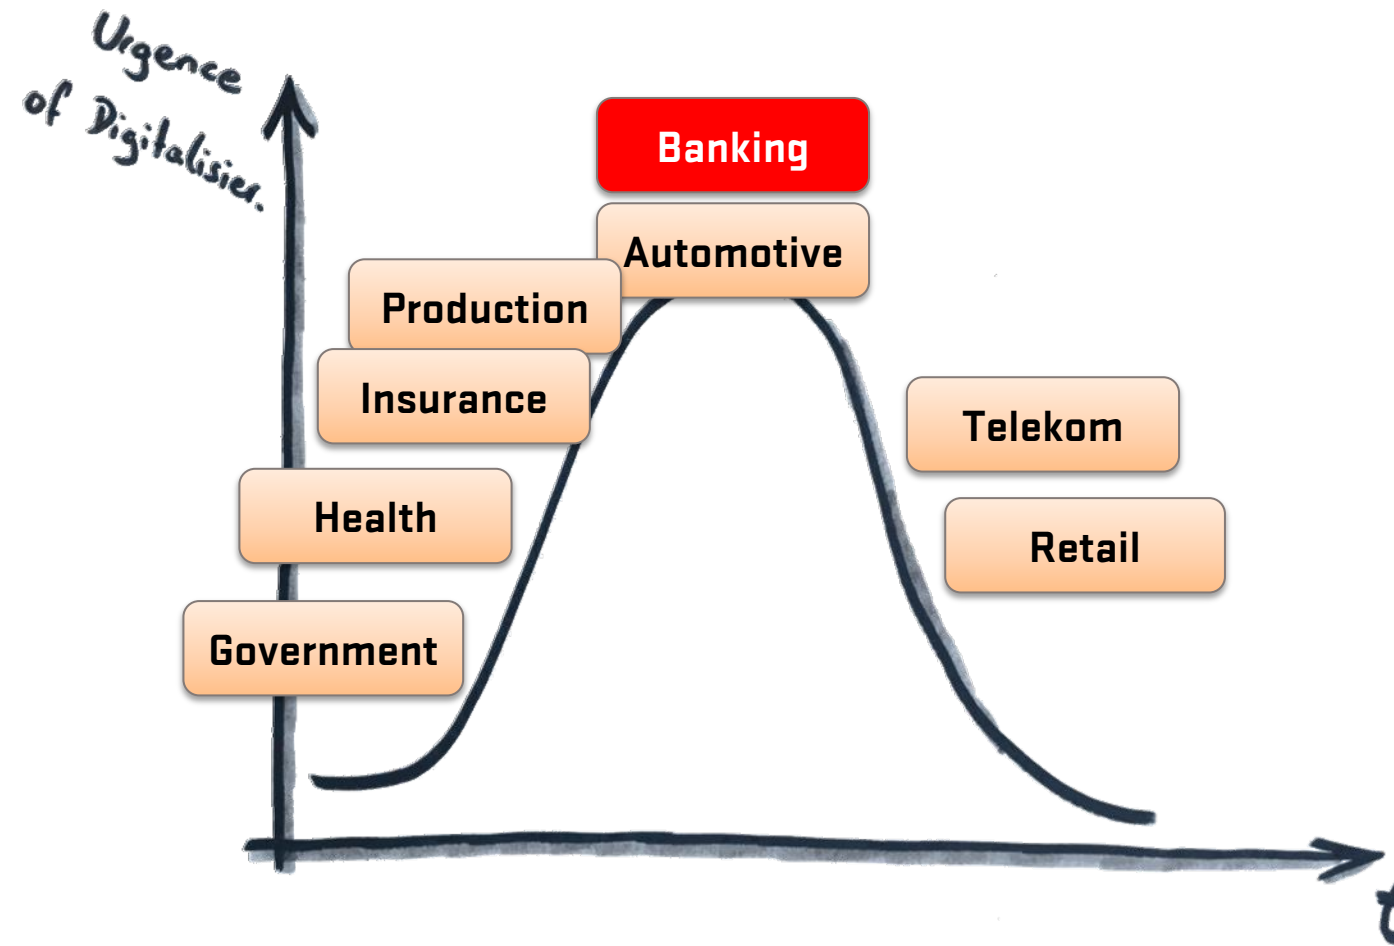 Urgence
of Digitalisier.
Banking
Automotive
Production
Insurance
Telekom
Health
Retail
Government
t